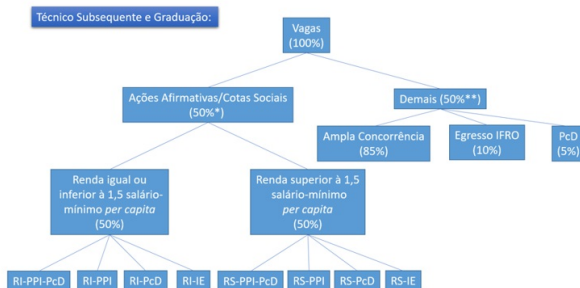 Técnico Subsequente e Graduação:
Vagas
(100%)
Ações Afirmativas/Cotas Sociais
(50%*)
Demais (50%**)
Ampla Concorrência
(85%)
Egresso IFRO
(10%)
PcD
(5%)
Renda igual ou
inferior à 1,5 salário-
mínimo per capita
(50%)
Renda superior à 1,5
salário-mínimo
per capita
(50%)
RI-PPI-PcD
RI-PPI
RI-PcD
RI-IE
RS-PPI-PcD
RS-PPI
RS-PcD
RS-IE